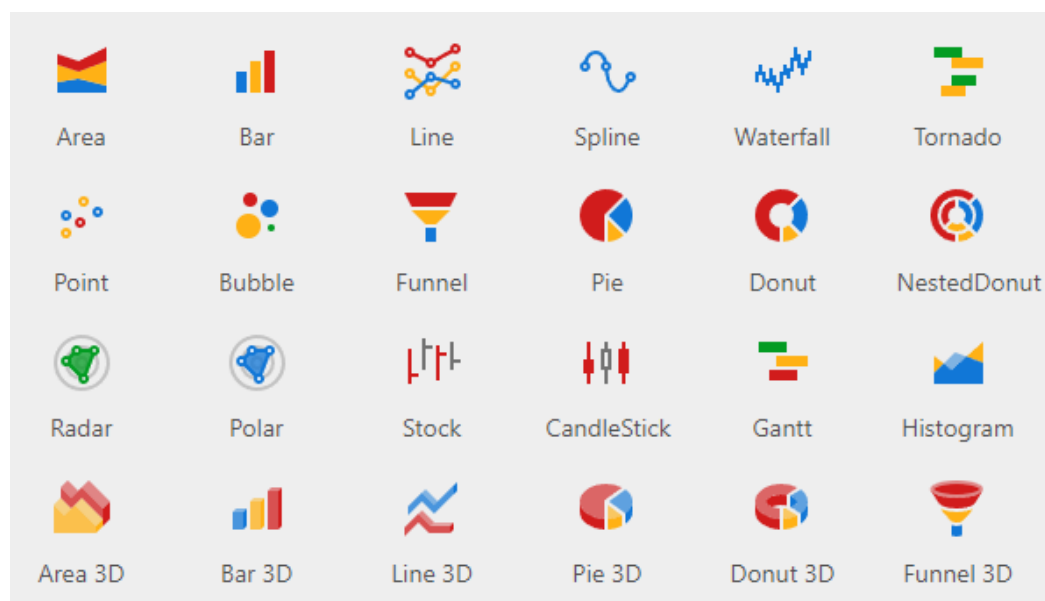 Area Bar Line Spline Waterfall Tornado
Point Bubble Funnel Pie Donut NestedDonut
Radar Polar Stock CandleStick Gantt Histogram
Area 3D Bar 3D Line 3D Pie 3D Donut 3D Funnel 3D